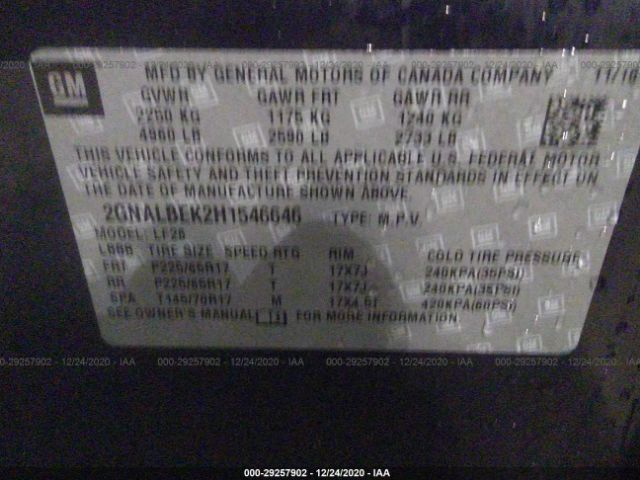 GM
MFD BY GENERAL MOTORS OF CANADA COMPANY 11/16
GVWR GAWR FRT GAWR RR
2250 KG 1175 KG 1240 KG
4960 LB 2590 LB 2733 LB
THIS VEHICLE CONFORMS TO ALL APPLICABLE U.S. FEDERAL MOTOR
VEHICLE SAFETY AND THEFT PREVENTION STANDARDS IN EFFECT ON
THE DATE OF MANUFACTURE SHOWN ABOVE.
2GNALBEK2H1546646 TYPE: M.P.V.
MODEL: LF26
TIRE SIZE SPEED RTG RIM COLD TIRE PRESSURE
FRT P225/65R17 T 17X7J 240KPA(35PSI)
RR P225/65R17 T 17X7J 240KPA(35PSI)
SPA T145/70R17 M 17X4.5T 420KPA(60PSI)
SEE OWNER'S MANUAL FOR MORE INFORMATION
000-29257902 - 12/24/2020 - IAA